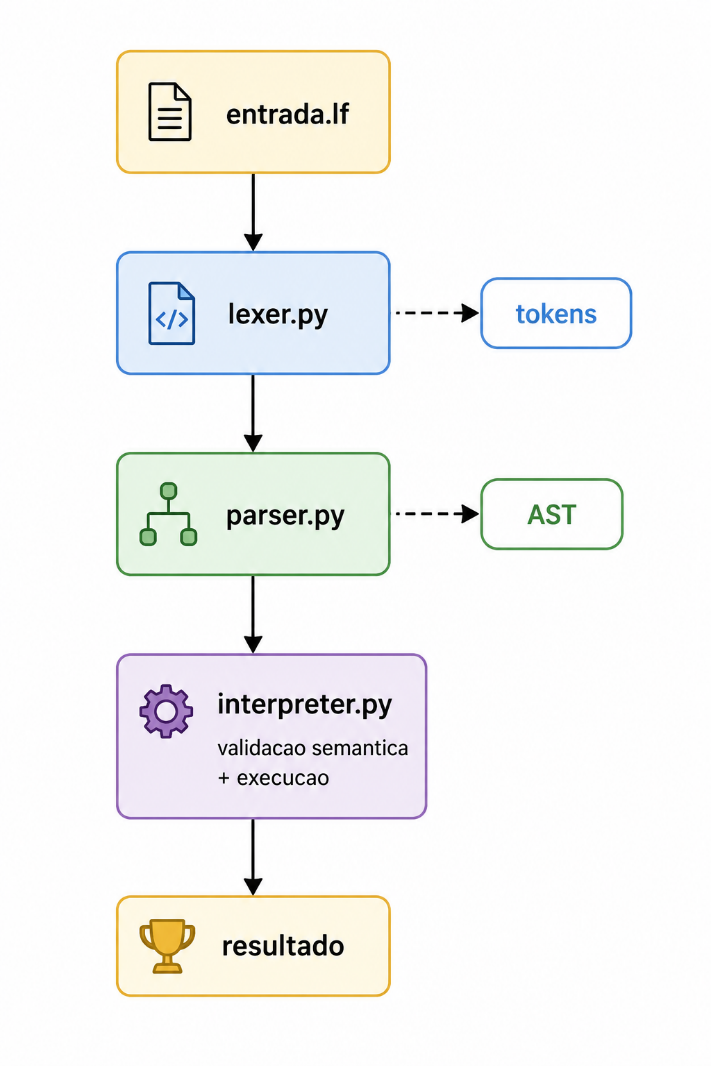 entrada.lf
</>
lexer.py
tokens
parser.py
AST
interpreter.py
validacao semantica
+ execucao
resultado